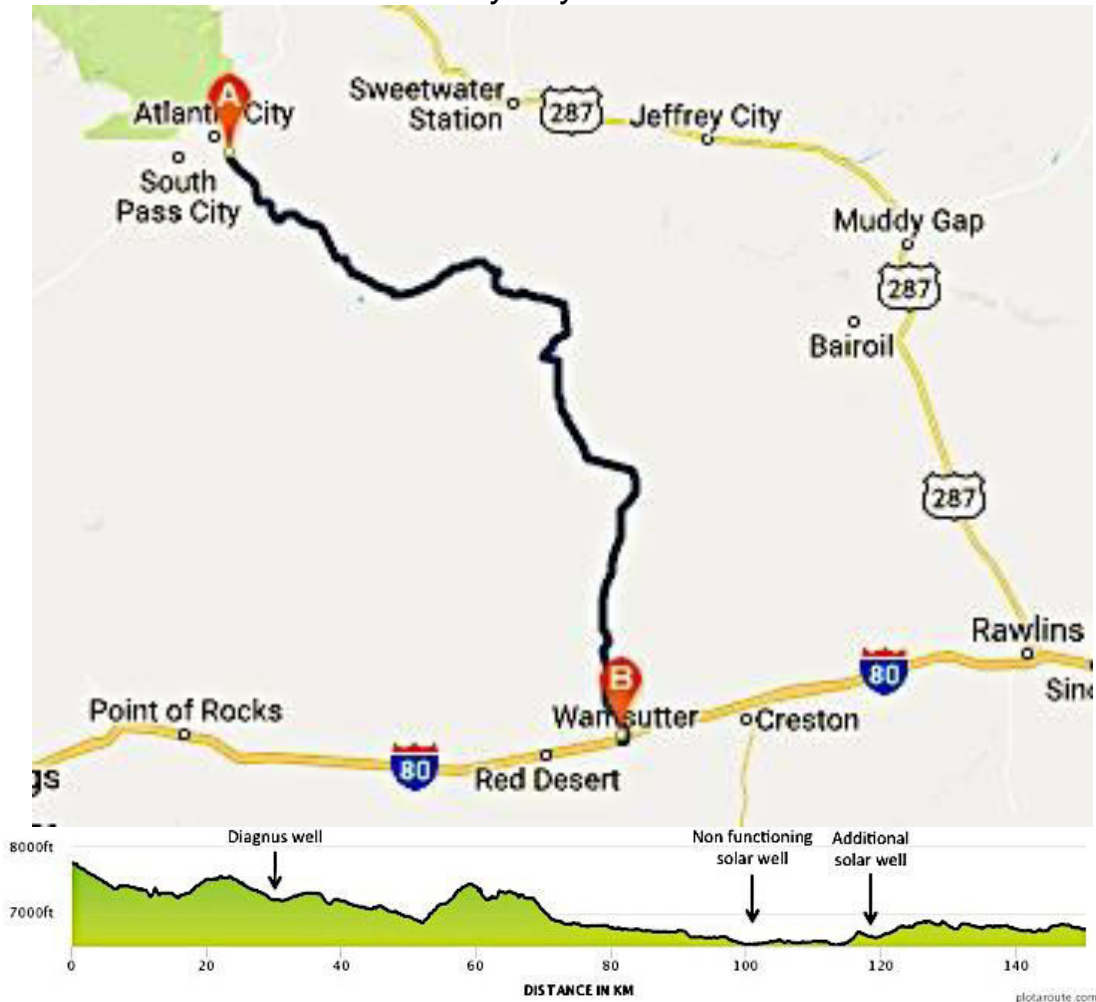 Sweetwater
Station
287
Jeffrey City
A
Atlantic City
South
Pass City
Muddy Gap
287
Bairoil
287
Rawlins
80
Sinc
B
Point of Rocks
Wamsutter
Creston
gs
80
Red Desert
Diagnus well
Non functioning
solar well
Additional
solar well
8000ft
7000ft
0 20 40 60 80 100 120 140
DISTANCE IN KM
plotaroute.com